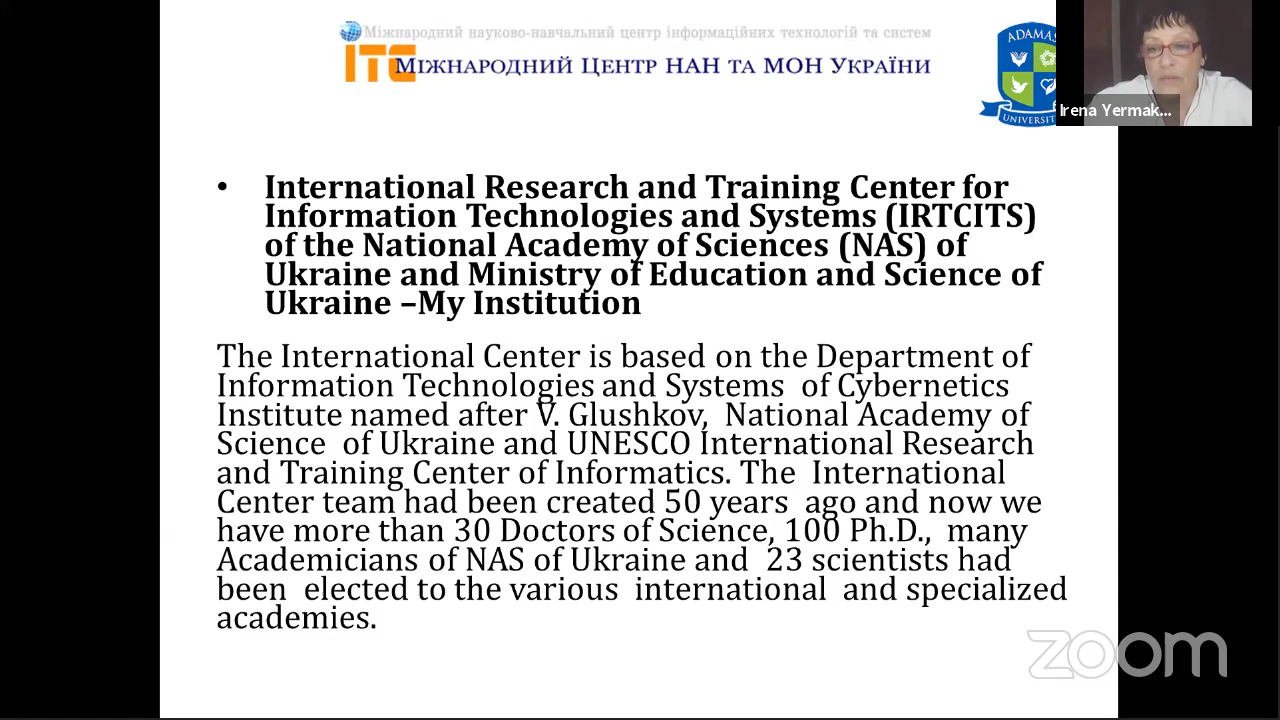 Міжнародний науково-навчальний центр інформаційних технологій та систем
ITC МІЖНАРОДНИЙ ЦЕНТР НАН ТА МОН УКРАЇНИ
ADAMAS
UNIVERSIT
Irena Yermak...
• International Research and Training Center for
Information Technologies and Systems (IRTCITS)
of the National Academy of Sciences (NAS) of
Ukraine and Ministry of Education and Science of
Ukraine –My Institution
The International Center is based on the Department of
Information Technologies and Systems of Cybernetics
Institute named after V. Glushkov, National Academy of
Science of Ukraine and UNESCO International Research
and Training Center of Informatics. The International
Center team had been created 50 years ago and now we
have more than 30 Doctors of Science, 100 Ph.D., many
Academicians of NAS of Ukraine and 23 scientists had
been elected to the various international and specialized
academies.
zoom